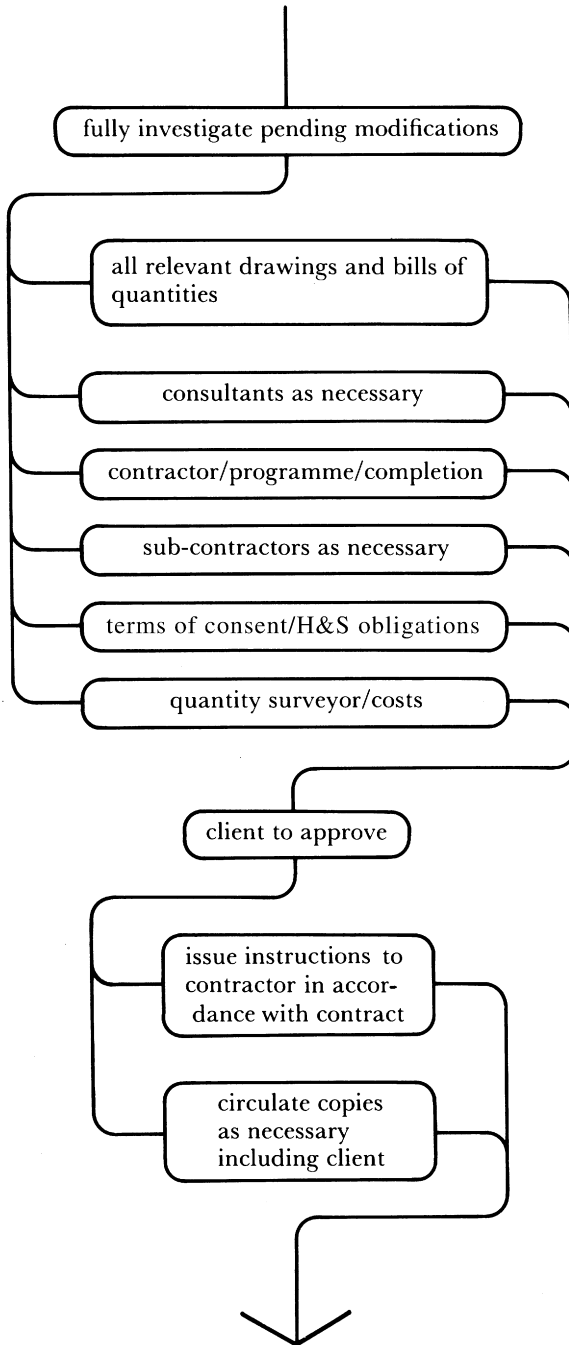 fully investigate pending modifications
all relevant drawings and bills of
quantities
consultants as necessary
contractor/programme/completion
sub-contractors as necessary
terms of consent/H&S obligations
quantity surveyor/costs
client to approve
issue instructions to
contractor in accor-
dance with contract
circulate copies
as necessary
including client